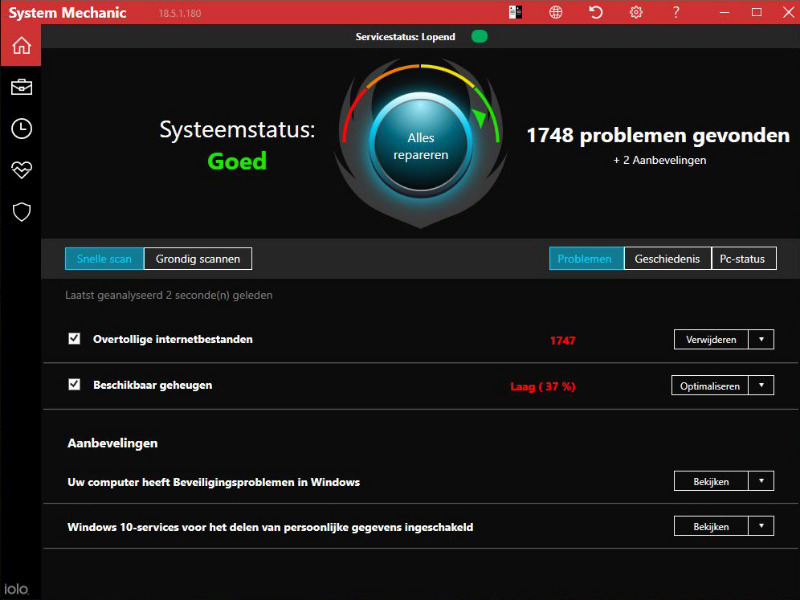 System Mechanic 18.5.1.180 ?
Servicestatus: Lopend
Systeemstatus:
Goed
Alles
repareren
1748 problemen gevonden
+ 2 Aanbevelingen
Snelle scan Grondig scannen Problemen Geschiedenis Pc-status
Laatst geanalyseerd 2 seconde(n) geleden
Overtollige internetbestanden 1747 Verwijderen
Beschikbaar geheugen Laag ( 37 %) Optimaliseren
Aanbevelingen
Uw computer heeft Beveiligingsproblemen in Windows Bekijken
Windows 10-services voor het delen van persoonlijke gegevens ingeschakeld Bekijken
iolo